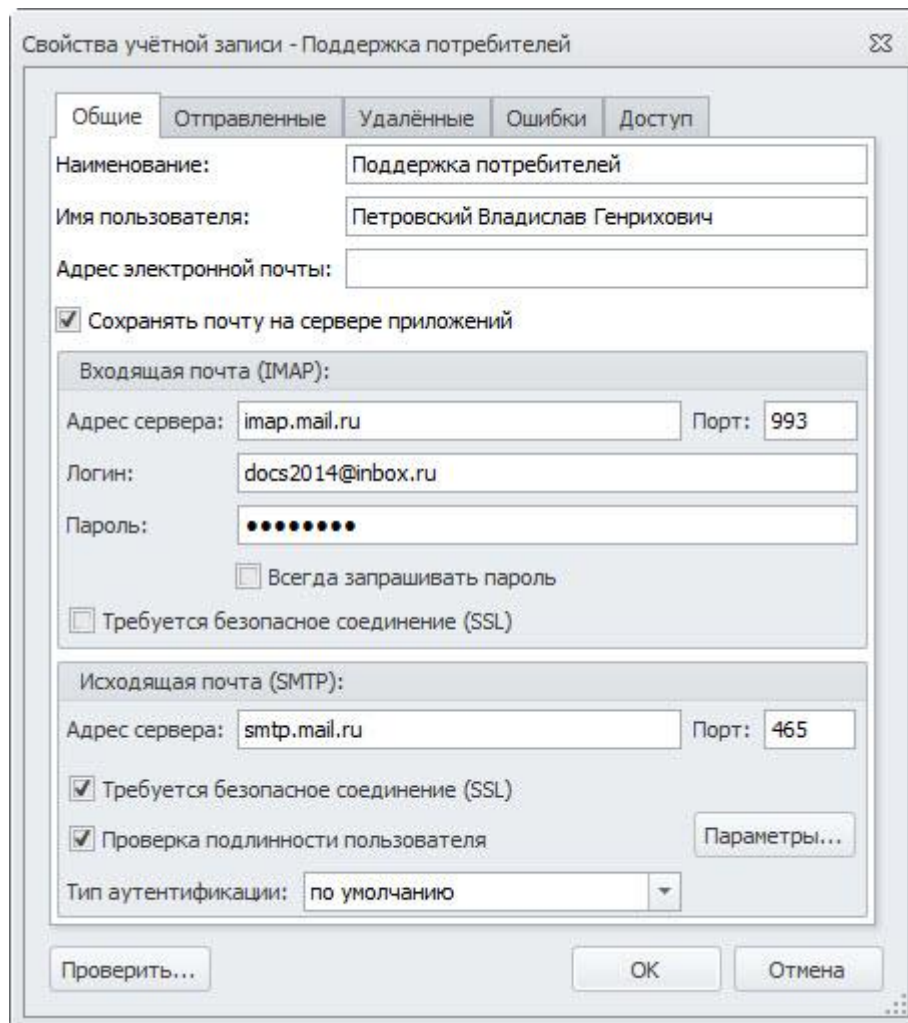 Свойства учётной записи - Поддержка потребителей
Общие Отправленные Удалённые Ошибки Доступ
Наименование: Поддержка потребителей
Имя пользователя: Петровский Владислав Генрихович
Адрес электронной почты:
Сохранять почту на сервере приложений
Входящая почта (IMAP):
Адрес сервера: imap.mail.ru Порт: 993
Логин: docs2014@inbox.ru
Пароль: ●●●●●●●●
Всегда запрашивать пароль
Требуется безопасное соединение (SSL)
Исходящая почта (SMTP):
Адрес сервера: smtp.mail.ru Порт: 465
Требуется безопасное соединение (SSL)
Проверка подлинности пользователя Параметры...
Тип аутентификации: по умолчанию
Проверить... ОК Отмена